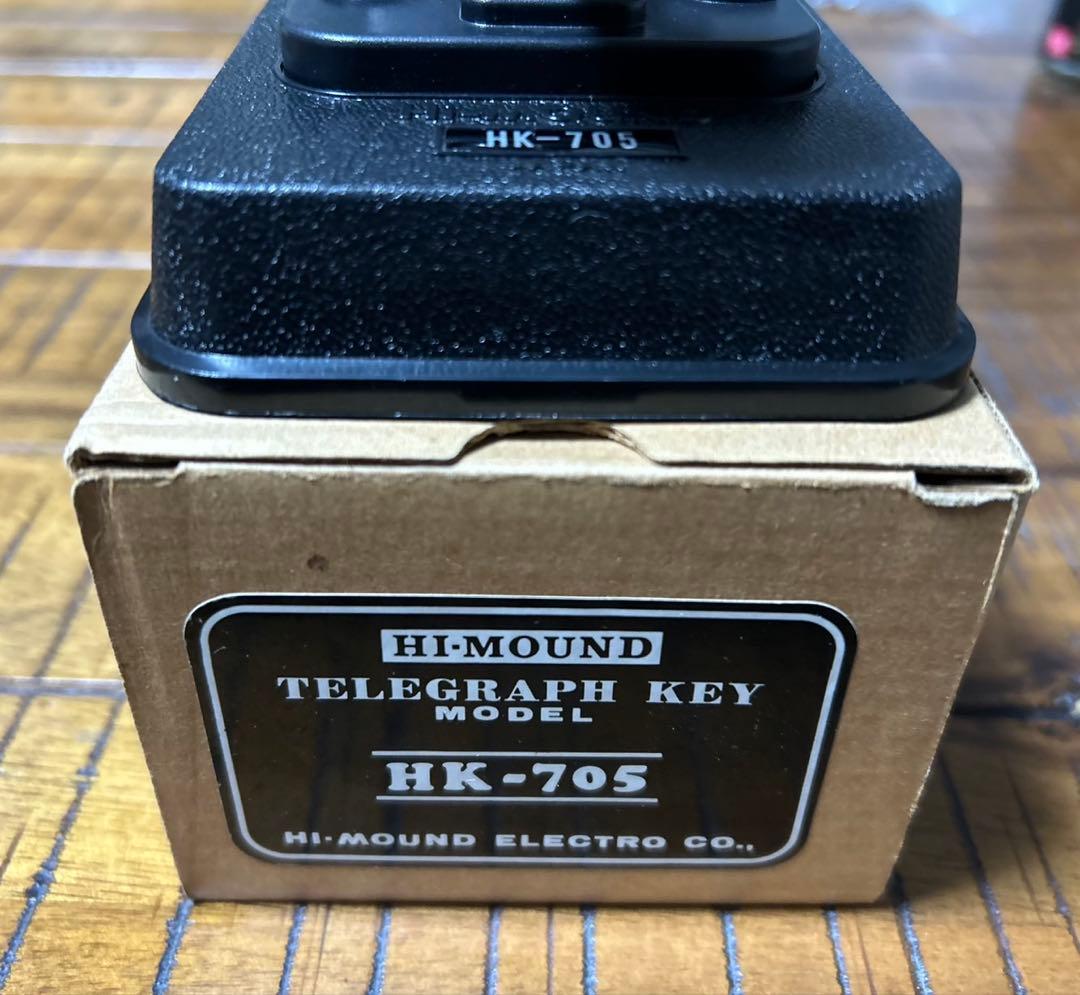 HK-705
HI-MOUND
TELEGRAPH KEY
MODEL
HK-705
HI-MOUND ELECTRO CO.,